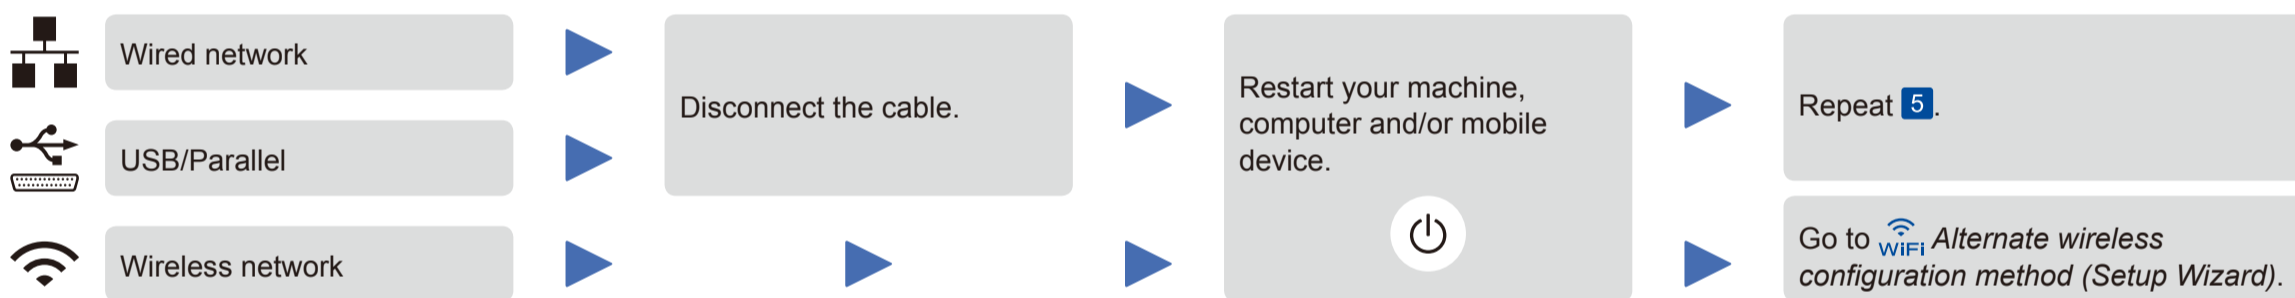 Wired network
Disconnect the cable.
Restart your machine,
computer and/or mobile
device.
Repeat 5.
USB/Parallel
Wireless network
Go to WiFi Alternate wireless
configuration method (Setup Wizard).